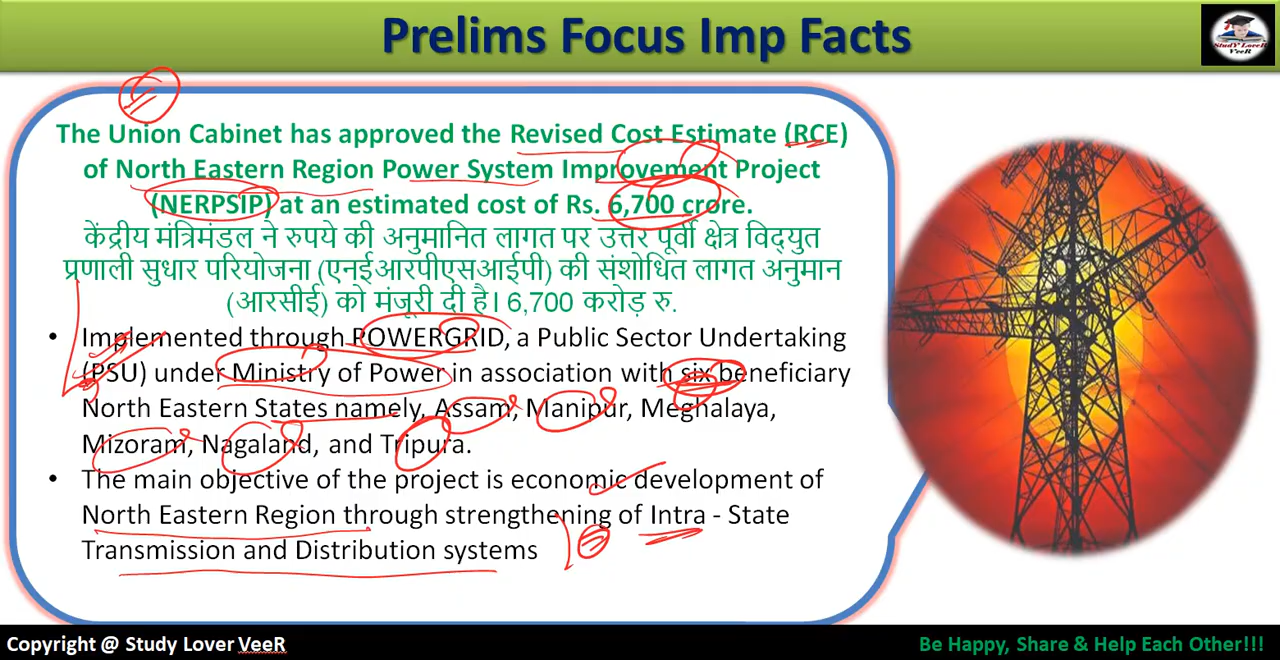 Prelims Focus Imp Facts
StudY LoveR
VeeR
The Union Cabinet has approved the Revised Cost Estimate (RCE)
of North Eastern Region Power System Improvement Project
(NERPSIP) at an estimated cost of Rs. 6,700 crore.
केंद्रीय मंत्रिमंडल ने रुपये की अनुमानित लागत पर उत्तर पूर्वी क्षेत्र विद्युत
प्रणाली सुधार परियोजना (एनईआरपीएसआईपी) की संशोधित लागत अनुमान
(आरसीई) को मंजूरी दी है। 6,700 करोड़ रु.
• Implemented through POWERGRID, a Public Sector Undertaking
(PSU) under Ministry of Power in association with six beneficiary
North Eastern States namely, Assam, Manipur, Meghalaya,
Mizoram, Nagaland, and Tripura.
• The main objective of the project is economic development of
North Eastern Region through strengthening of Intra - State
Transmission and Distribution systems
Copyright @ Study Lover VeeR
Be Happy, Share & Help Each Other!!!